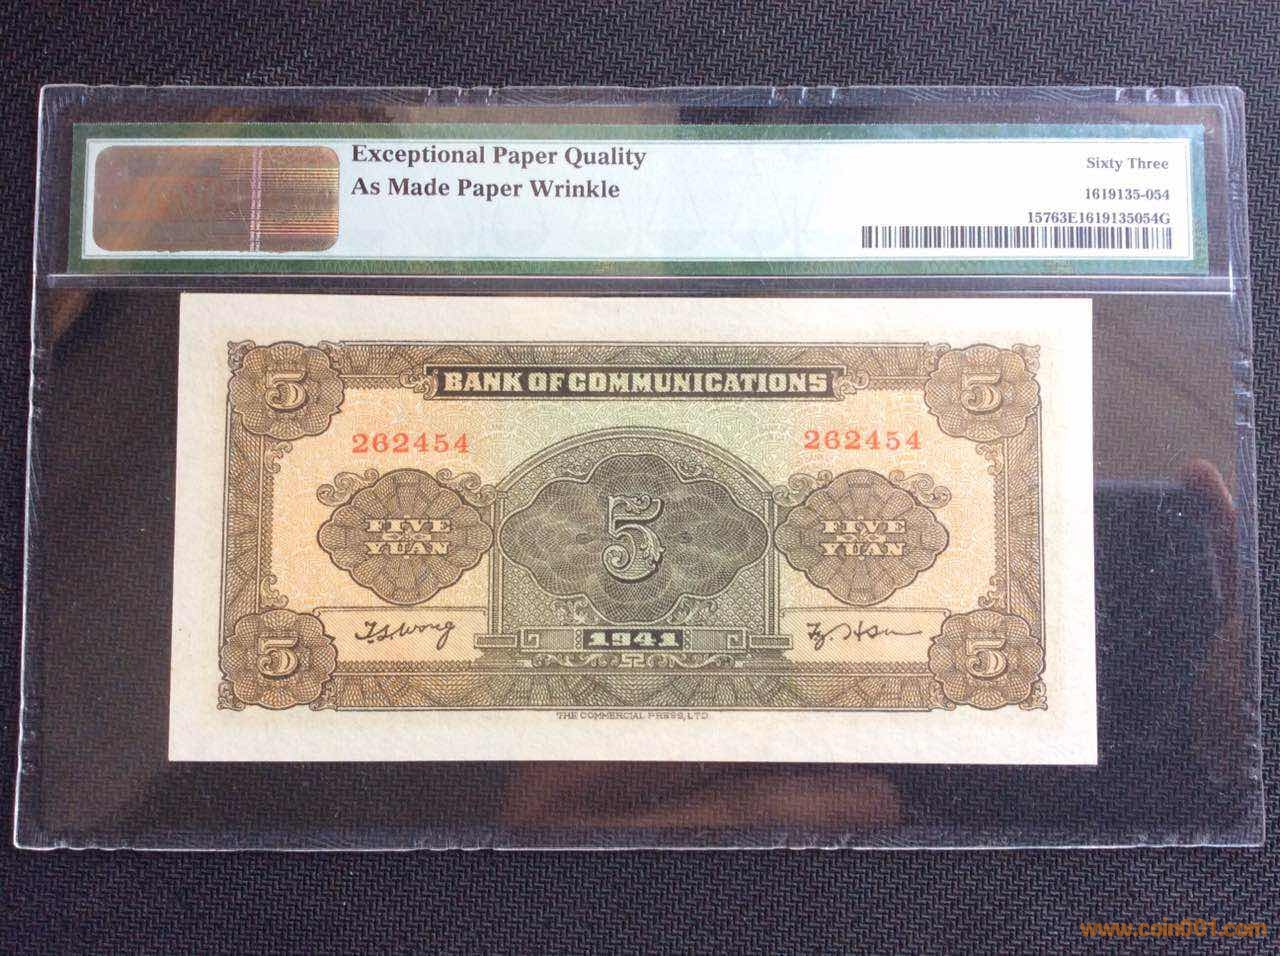 Exceptional Paper Quality
As Made Paper Wrinkle
Sixty Three
1619135-054
15763E1619135054G
5 5
BANK OF COMMUNICATIONS
262454 262454
FIVE YUAN
5
FIVE YUAN
1941
5 5
THE COMMERCIAL PRESS, LTD.
www.coin001.com